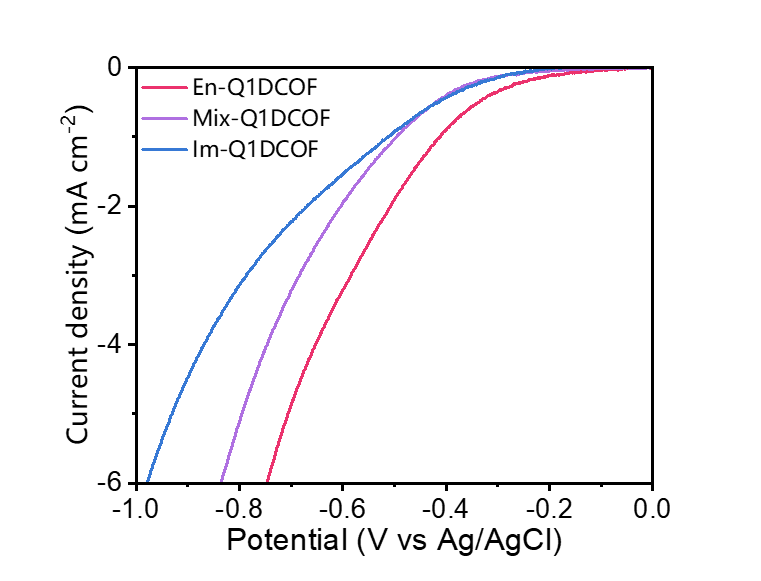 0
-2
-4
-6
Current density (mA cm⁻²)
En-Q1DCOF
Mix-Q1DCOF
Im-Q1DCOF
-1.0 -0.8 -0.6 -0.4 -0.2 0.0
Potential (V vs Ag/AgCl)